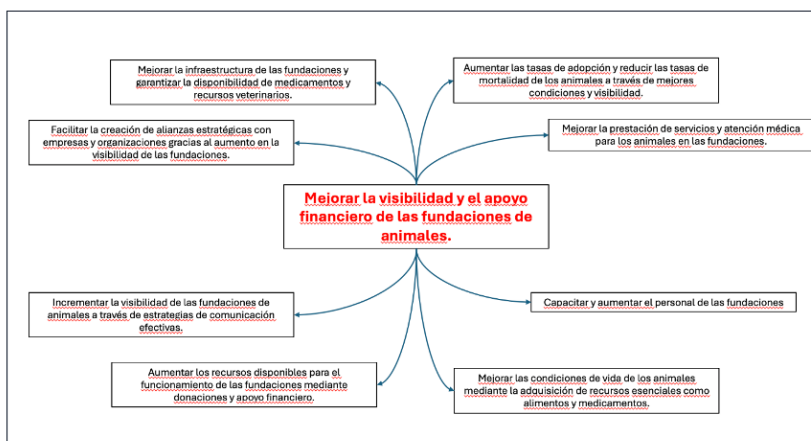 Mejorar la infraestructura de las fundaciones y
garantizar la disponibilidad de medicamentos y
recursos veterinarios.
Aumentar las tasas de adopción y reducir las tasas de
mortalidad de los animales a través de mejores
condiciones y visibilidad.
Facilitar la creación de alianzas estratégicas con
empresas y organizaciones gracias al aumento en la
visibilidad de las fundaciones.
Mejorar la prestación de servicios y atención médica
para los animales en las fundaciones.
Mejorar la visibilidad y el apoyo
financiero de las fundaciones de
animales.
Incrementar la visibilidad de las fundaciones de
animales a través de estrategias de comunicación
efectivas.
Capacitar y aumentar el personal de las fundaciones
Aumentar los recursos disponibles para el
funcionamiento de las fundaciones mediante
donaciones y apoyo financiero.
Mejorar las condiciones de vida de los animales
mediante la adquisición de recursos esenciales como
alimentos y medicamentos.